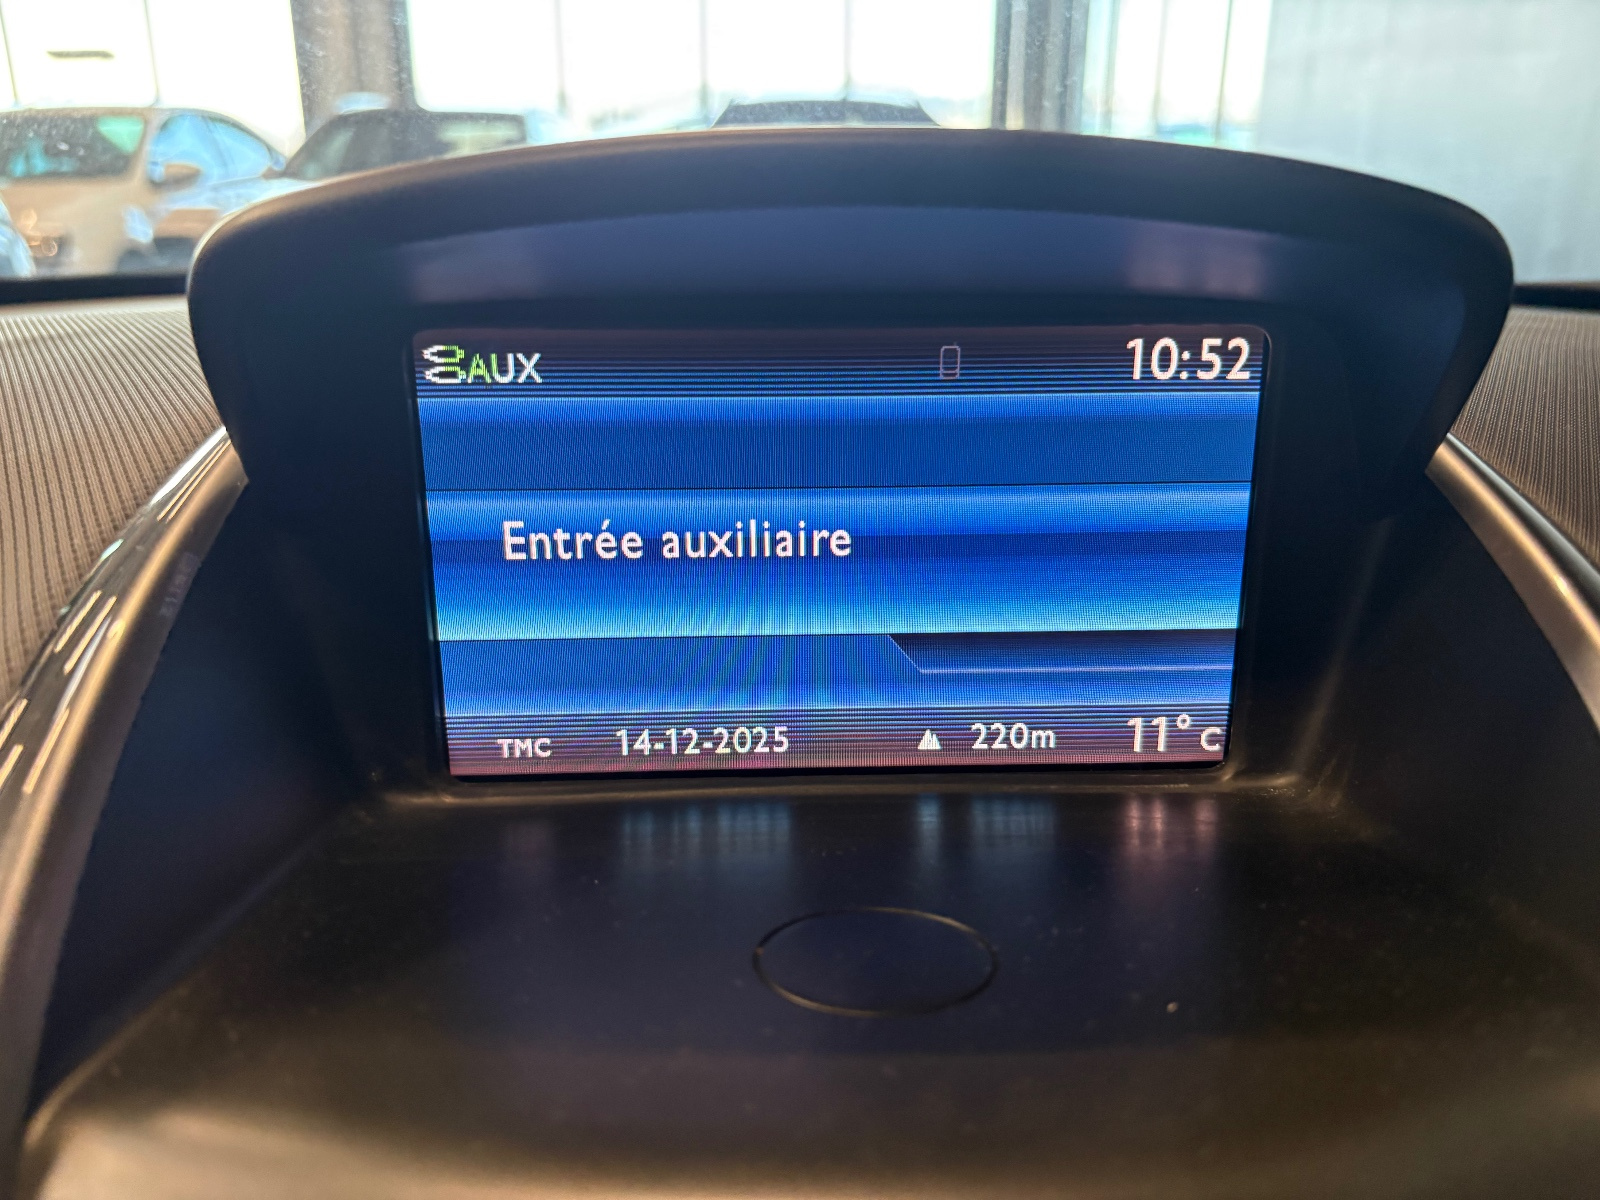 AUX 10:52
Entrée auxiliaire
TMC 14-12-2025 220m 11° C